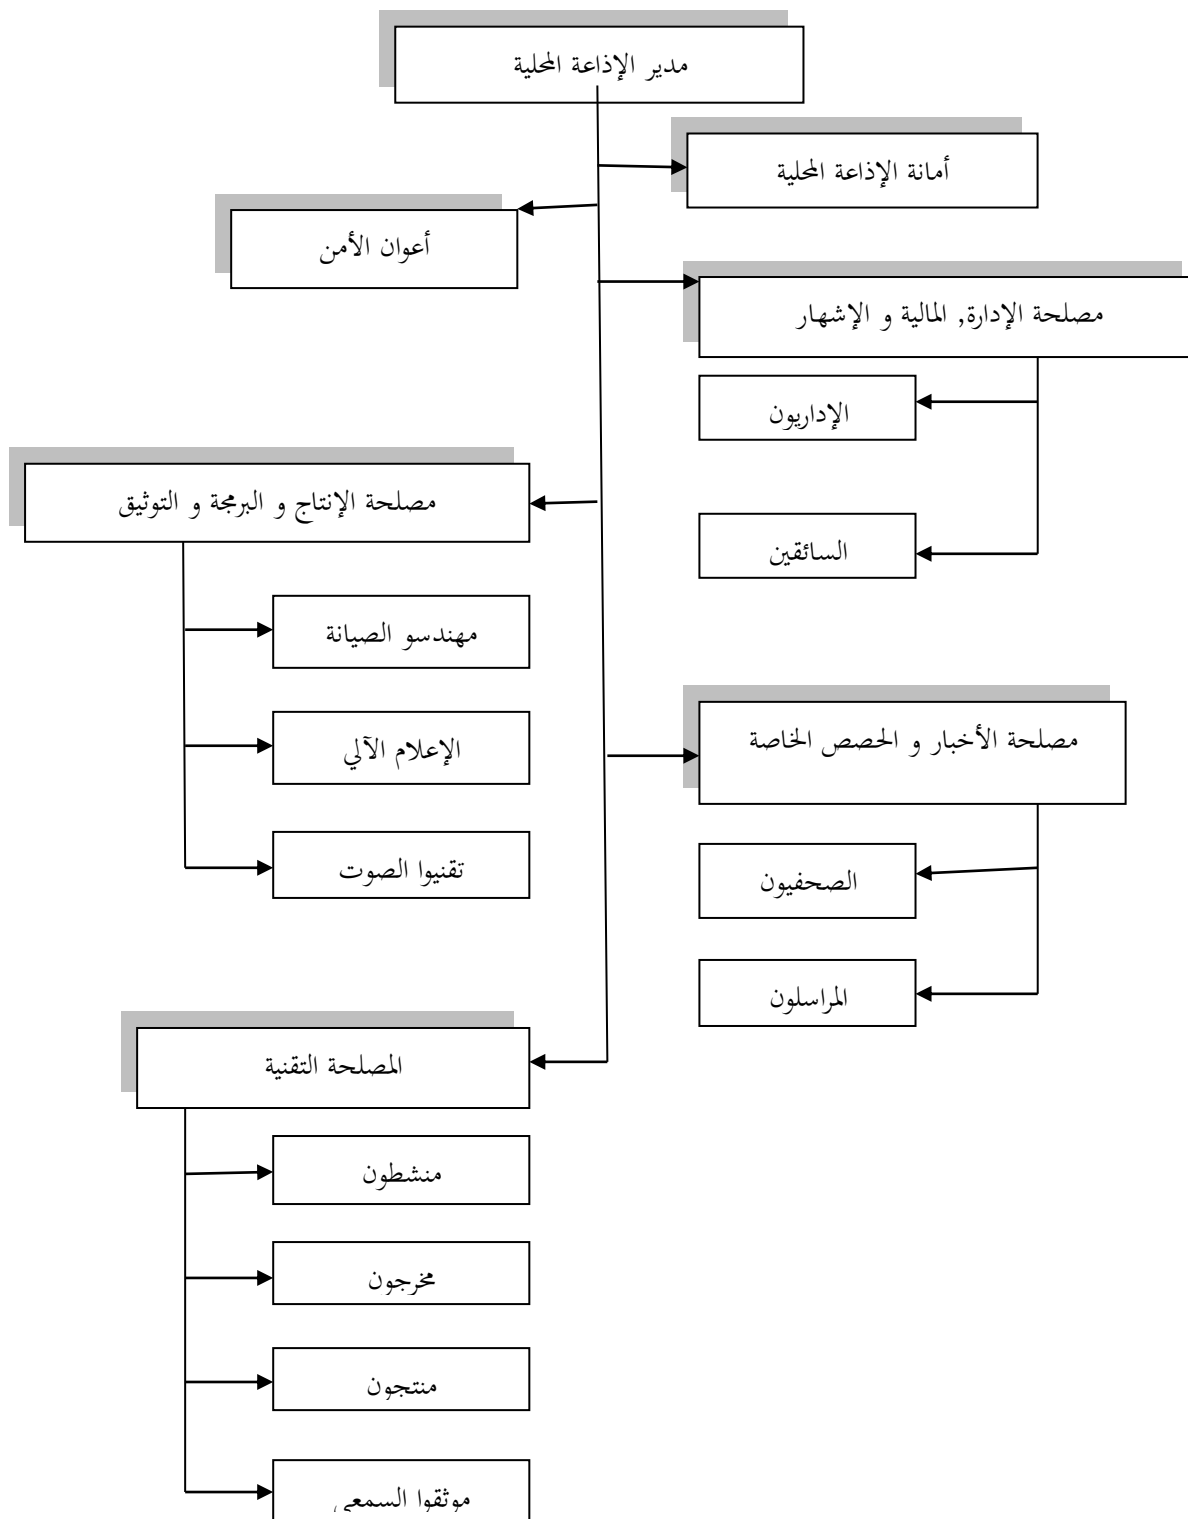 مدير الإذاعة المحلية
أمانة الإذاعة المحلية
أعوان الأمن
مصلحة الإدارة, المالية و الإشهار
الإداريون
السائقين
مصلحة الإنتاج و البرمجة و التوثيق
مهندسو الصيانة
الإعلام الآلي
تقنيوا الصوت
مصلحة الأخبار و الحصص الخاصة
الصحفيون
المراسلون
المصلحة التقنية
منشطون
مخرجون
منتجون
موثقوا السمعي